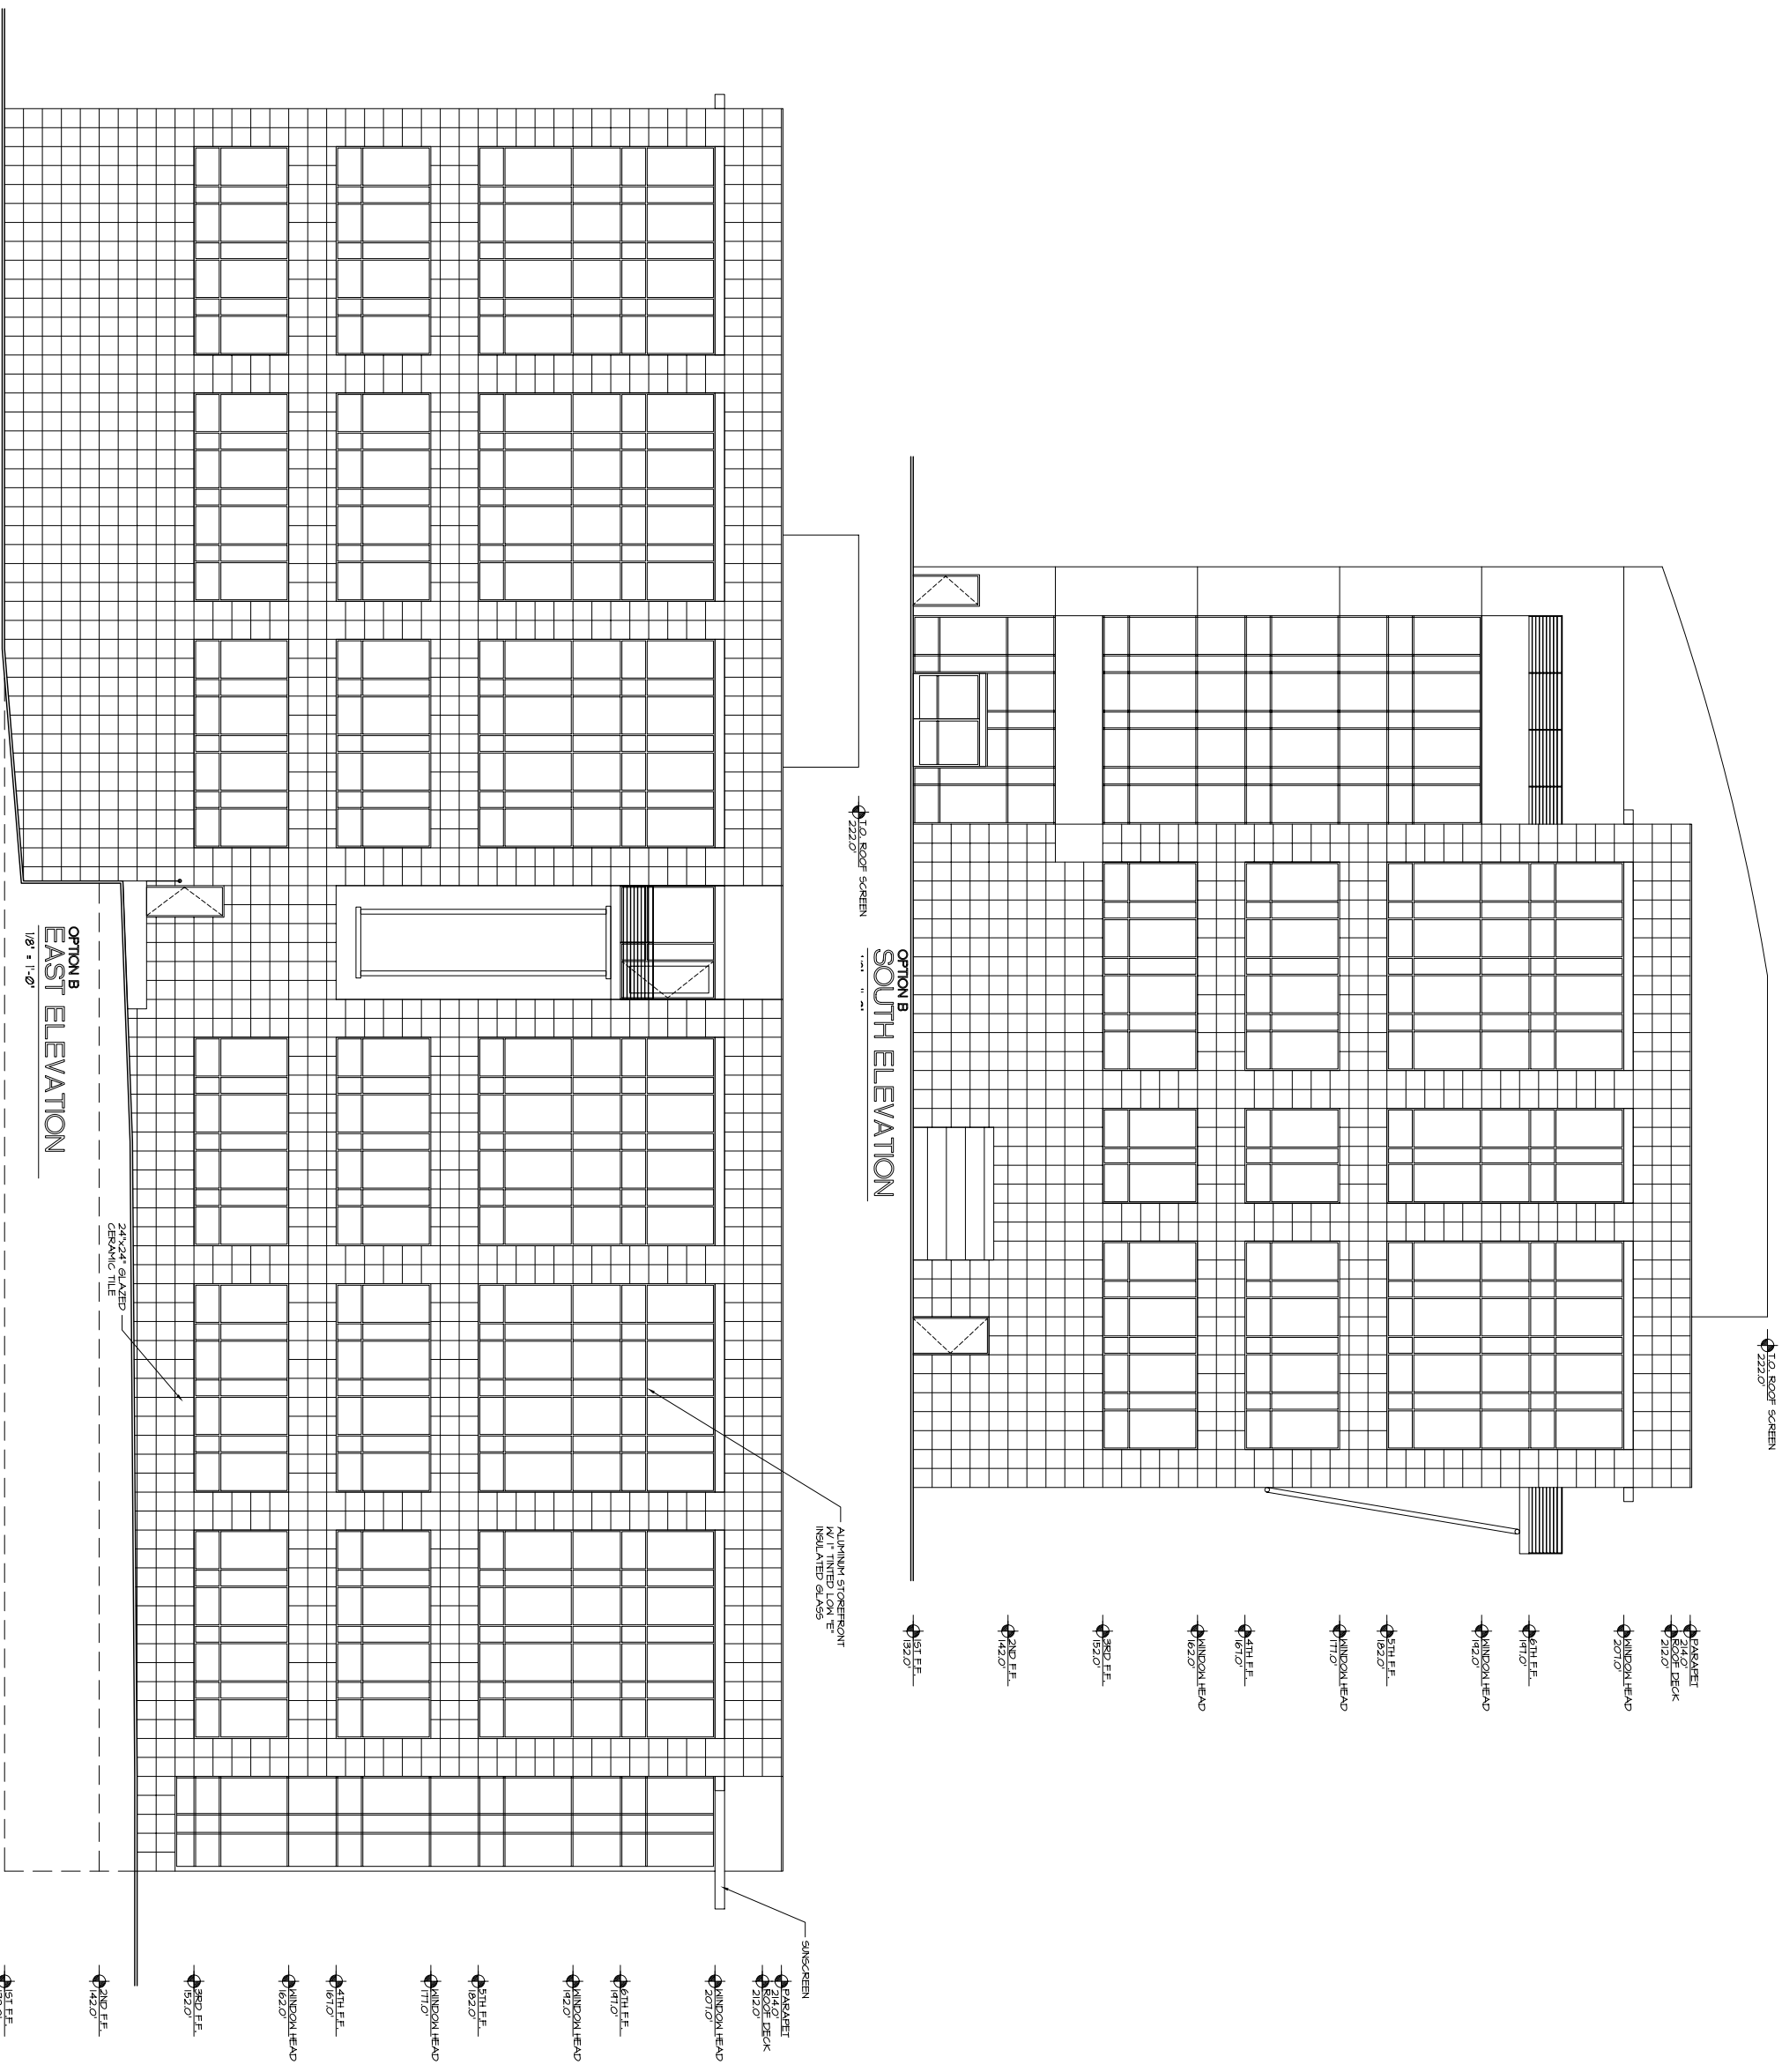 T.O. ROOF SCREEN
222.0'
PARAPET
214.0'
ROOF DECK
212.0'
WINDOW HEAD
207.0'
6TH F.F.
197.0'
WINDOW HEAD
192.0'
5TH F.F.
182.0'
WINDOW HEAD
177.0'
4TH F.F.
167.0'
WINDOW HEAD
162.0'
3RD F.F.
152.0'
2ND F.F.
142.0'
1ST F.F.
132.0'
OPTION B
SOUTH ELEVATION
T.O. ROOF SCREEN
222.0'
SUNSCREEN
ALUMINUM STOREFRONT
W/ 1" TINTED LOW "E"
INSULATED GLASS
24"x24" GLAZED
CERAMIC TILE
PARAPET
214.0'
ROOF DECK
212.0'
WINDOW HEAD
207.0'
6TH F.F.
197.0'
WINDOW HEAD
192.0'
5TH F.F.
182.0'
WINDOW HEAD
177.0'
4TH F.F.
167.0'
WINDOW HEAD
162.0'
3RD F.F.
152.0'
2ND F.F.
142.0'
1ST F.F.
OPTION B
EAST ELEVATION
1/8" = 1'-0"